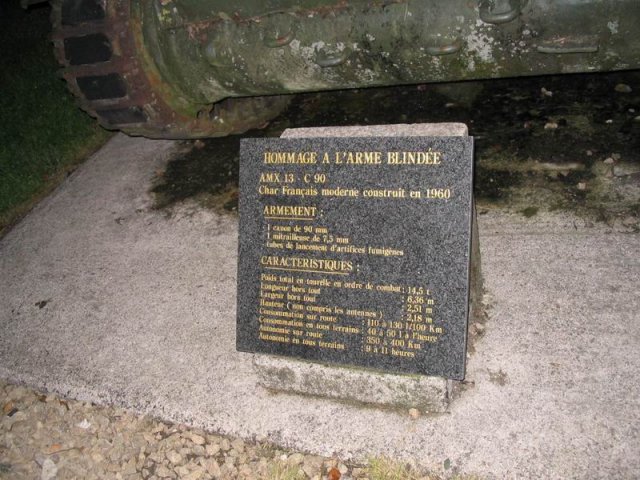 HOMMAGE A L'ARME BLINDÉE
AMX 13 - C 90
Char Français moderne construit en 1960
ARMEMENT :
1 canon de 90 mm
1 mitrailleuse de 7,5 mm
tubes de lancement d'artifices fumigènes
CARACTERISTIQUES :
Poids total en tourelle en ordre de combat : 14,5 t
Longueur hors tout : 6,36 m
Largeur hors tout : 2,51 m
Hauteur ( non compris les antennes ) : 2,18 m
Consommation sur route : 110 à 130 l/100 Km
Consommation en tous terrains : 40 à 50 l à l'heure
Autonomie sur route : 350 à 400 Km
Autonomie en tous terrains : 9 à 11 heures